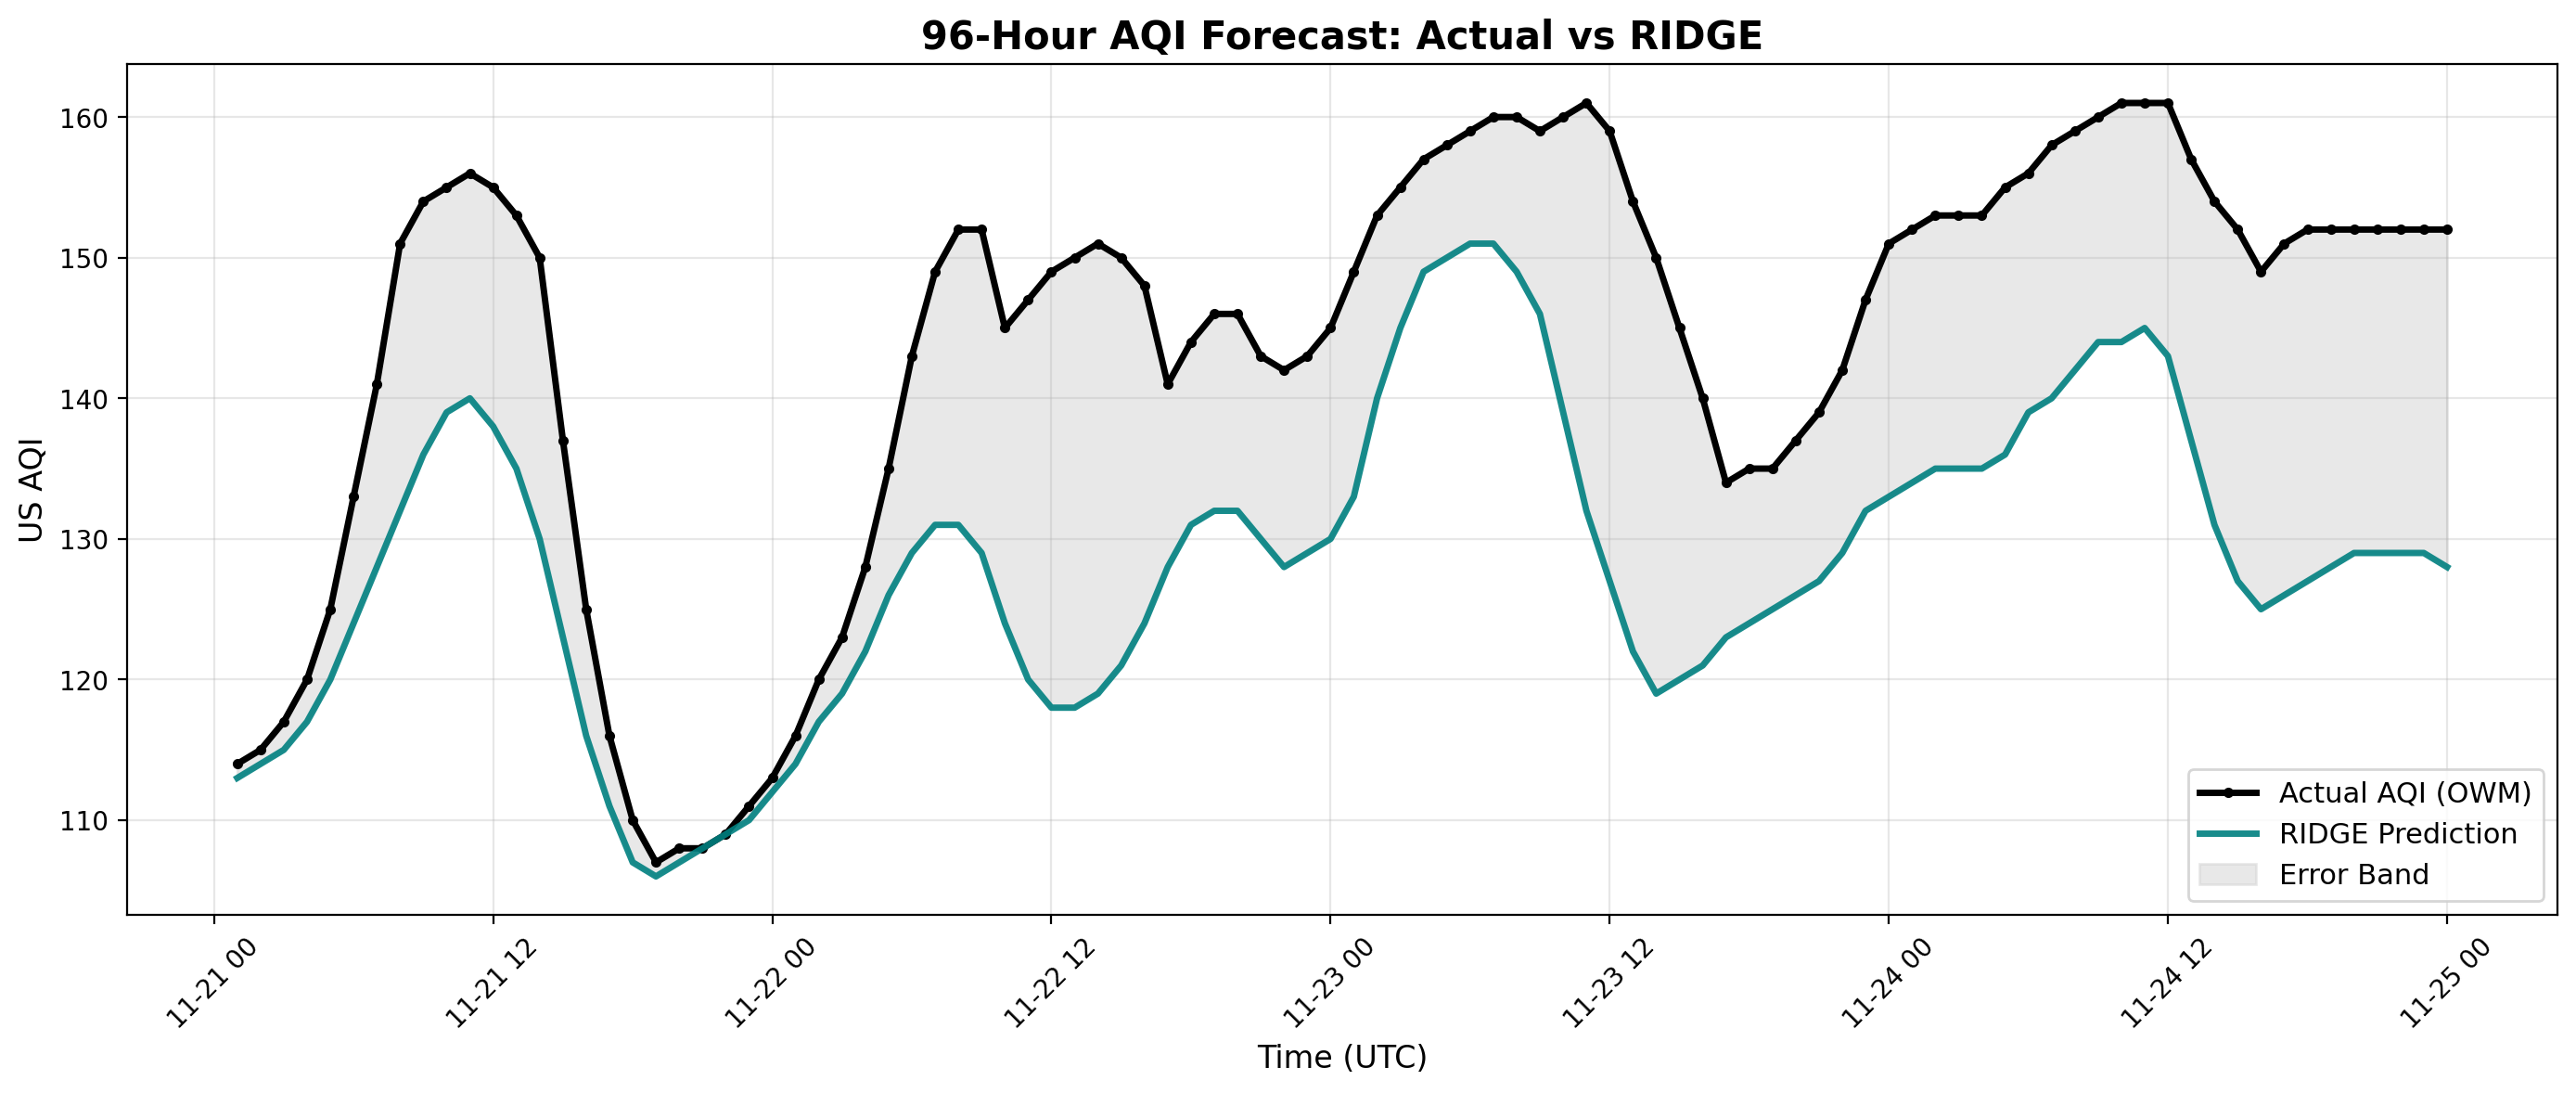 96-Hour AQI Forecast: Actual vs RIDGE
US AQI
160
150
140
130
120
110
Actual AQI (OWM)
RIDGE Prediction
Error Band
11-21 00
11-21 12
11-22 00
11-22 12
11-23 00
11-23 12
11-24 00
11-24 12
11-25 00
Time (UTC)